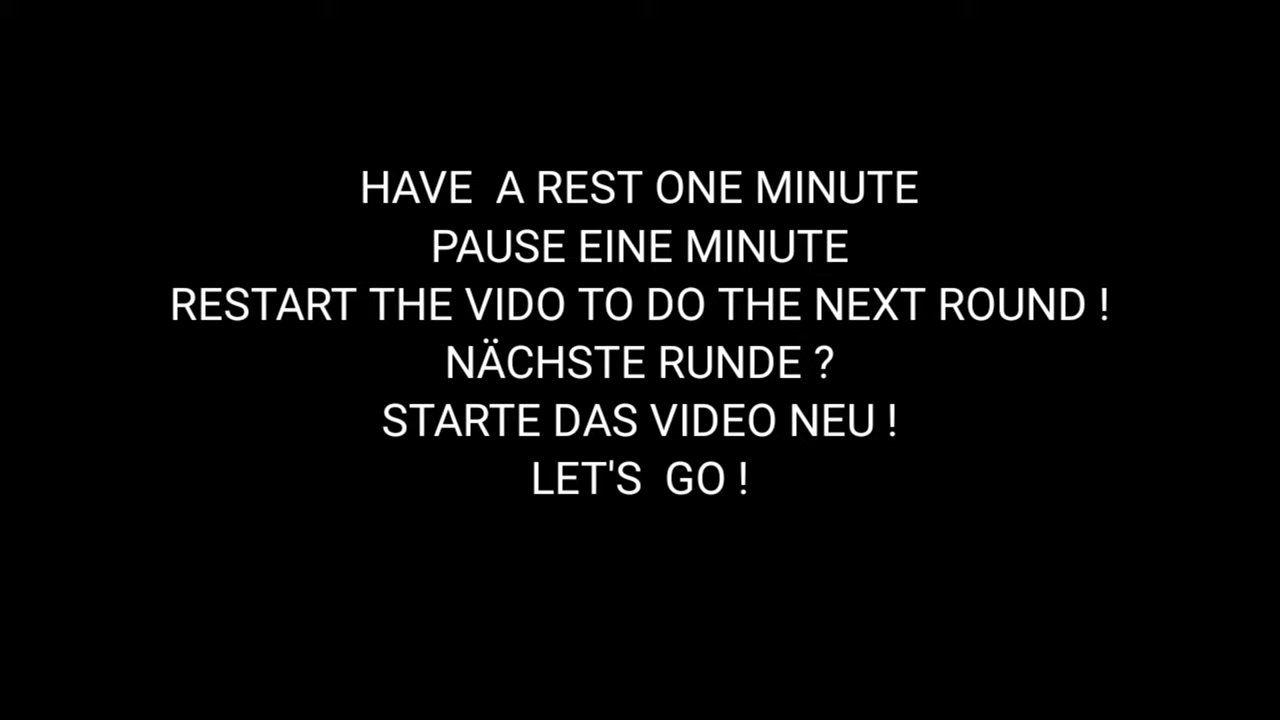 HAVE  A REST ONE MINUTE
PAUSE EINE MINUTE
RESTART THE VIDO TO DO THE NEXT ROUND !
NÄCHSTE RUNDE ?
STARTE DAS VIDEO NEU !
LET'S  GO !